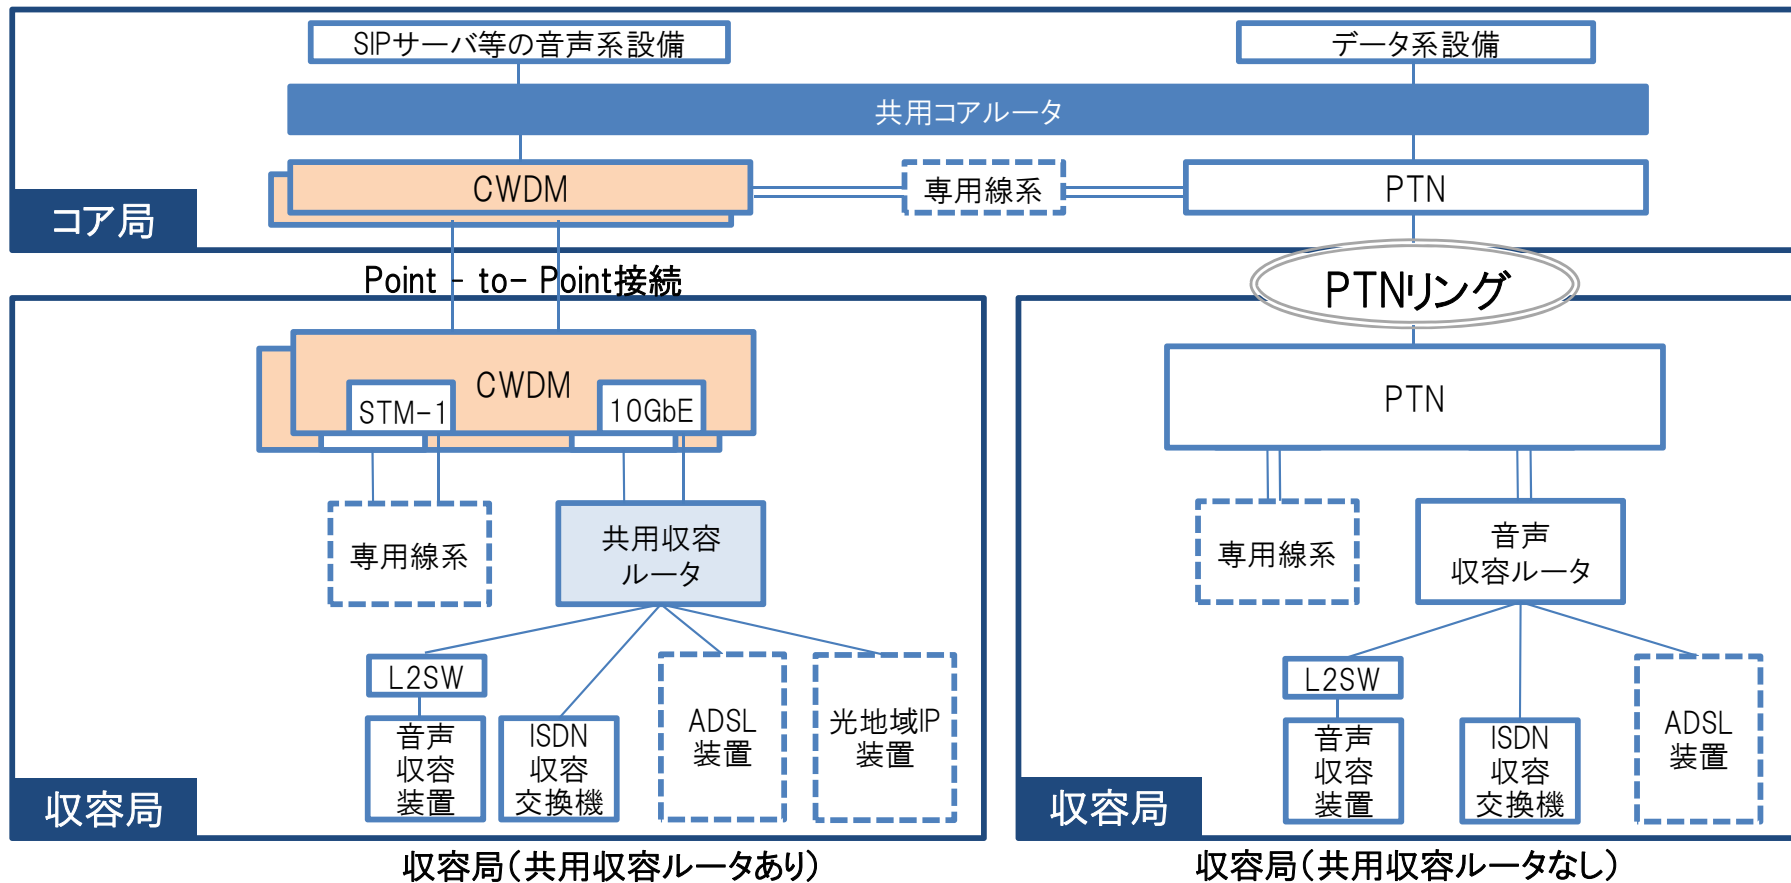 SIPサーバ等の音声系設備
データ系設備
共用コアルータ
CWDM
専用線系
PTN
コア局
Point - to- Point接続
PTNリング
CWDM
STM-1
10GbE
専用線系
共用収容
ルータ
L2SW
音声
収容
装置
ISDN
収容
交換機
ADSL
装置
光地域IP
装置
収容局
収容局(共用収容ルータあり)
PTN
専用線系
音声
収容ルータ
L2SW
音声
収容
装置
ISDN
収容
交換機
ADSL
装置
収容局
収容局(共用収容ルータなし)